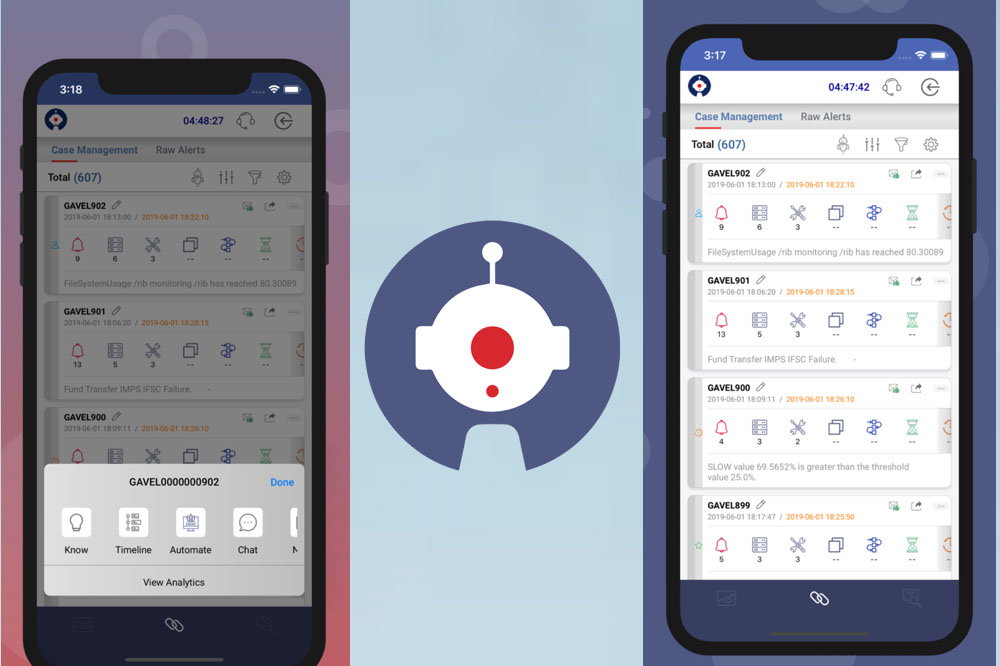 3:18
04:48:27
Case Management Raw Alerts
Total (607)
GAVEL902
2019-06-01 18:13:00 / 2019-06-01 18:22:10
9 6 3 -- -- --
FileSystemUsage /rib monitoring /rib has reached 80.30089
GAVEL901
2019-06-01 18:06:20 / 2019-06-01 18:28:15
13 5 3 -- -- --
Fund Transfer IMPS IFSC Failure. -
GAVEL900
2019-06-01 18:09:11 / 2019-06-01 18:26:10
GAVEL0000000902 Done
Know Timeline Automate Chat N
View Analytics
3:17
04:47:42
Case Management Raw Alerts
Total (607)
GAVEL902
2019-06-01 18:13:00 / 2019-06-01 18:22:10
9 6 3 -- -- --
FileSystemUsage /rib monitoring /rib has reached 80.30089
GAVEL901
2019-06-01 18:06:20 / 2019-06-01 18:28:15
13 5 3 -- -- --
Fund Transfer IMPS IFSC Failure. -
GAVEL900
2019-06-01 18:09:11 / 2019-06-01 18:26:10
4 3 2 -- -- --
SLOW value 69.5652% is greater than the threshold
value 25.0%.
GAVEL899
2019-06-01 18:17:47 / 2019-06-01 18:25:50
5 3 3 -- -- --